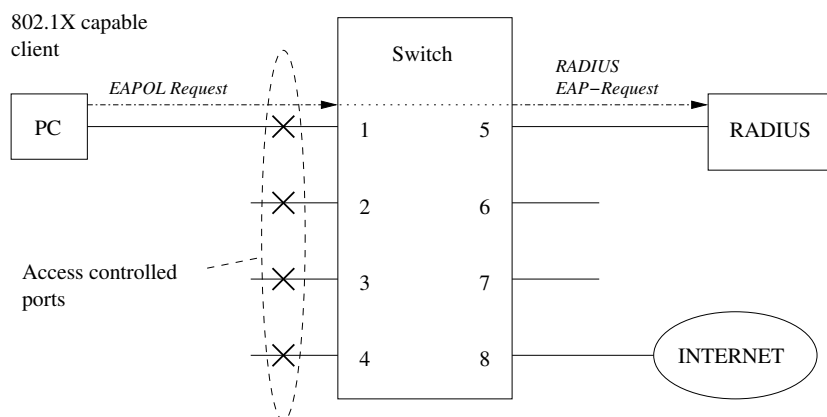 802.1X capable
client
Switch
RADIUS
EAP−Request
EAPOL Request
PC
1
5
RADIUS
2
6
Access controlled
ports
3
7
4
8
INTERNET